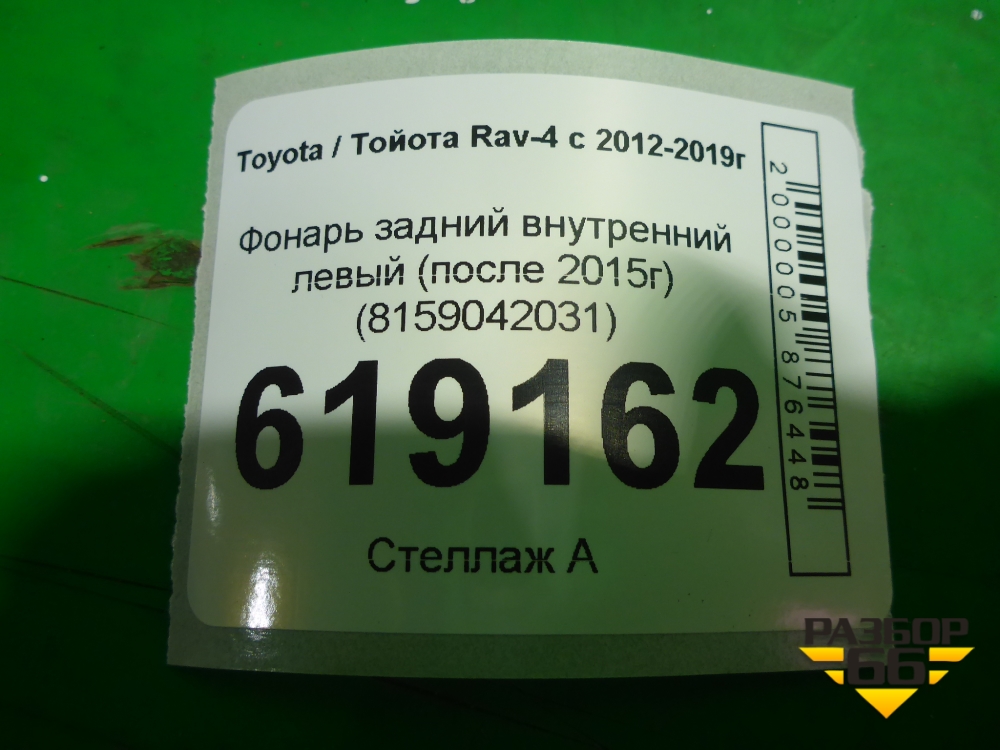 Toyota / Тойота Rav-4 с 2012-2019г
Фонарь задний внутренний
левый (после 2015г)
(8159042031)
619162
Стеллаж А
2000005876448
РАЗБОР
66